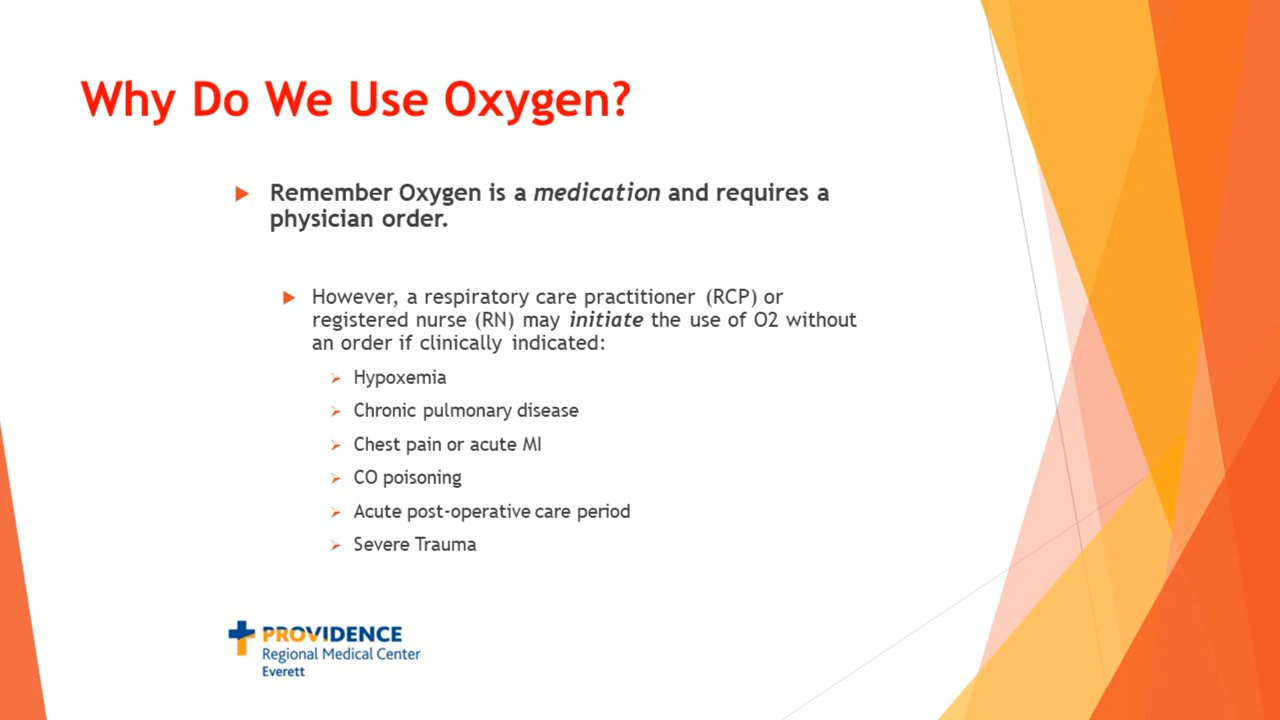 Why Do We Use Oxygen?
Remember Oxygen is a medication and requires a
physician order.
However, a respiratory care practitioner (RCP) or
registered nurse (RN) may initiate the use of O2 without
an order if clinically indicated:
Hypoxemia
Chronic pulmonary disease
Chest pain or acute MI
CO poisoning
Acute post-operative care period
Severe Trauma
PROVIDENCE
Regional Medical Center
Everett